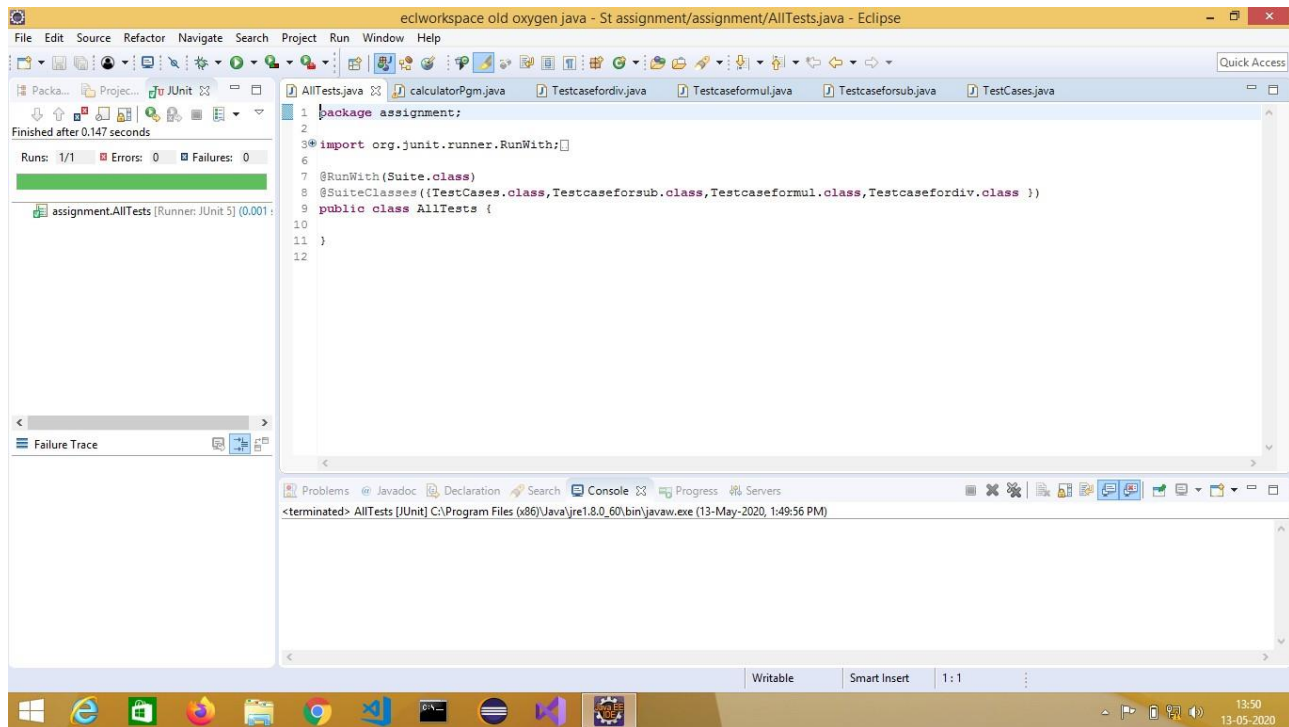 eclworkspace old oxygen java - St assignment/assignment/AllTests.java - Eclipse
File Edit Source Refactor Navigate Search Project Run Window Help
Quick Access
Packa... Projec... JUnit
Finished after 0.147 seconds
Runs: 1/1 Errors: 0 Failures: 0
assignment.AllTests [Runner: JUnit 5] (0.001
Failure Trace
AllTests.java calculatorPgm.java Testcasefordiv.java Testcaseformul.java Testcaseforsub.java TestCases.java
1 package assignment;
2
3 import org.junit.runner.RunWith;
6
7 @RunWith(Suite.class)
8 @SuiteClasses({TestCases.class,Testcaseforsub.class,Testcaseformul.class,Testcasefordiv.class })
9 public class AllTests {
10
11 }
12
Problems Javadoc Declaration Search Console Progress Servers
<terminated> AllTests [JUnit] C:\Program Files (x86)\Java\jre1.8.0_60\bin\javaw.exe (13-May-2020, 1:49:56 PM)
Writable Smart Insert 1 : 1
13:50
13-05-2020